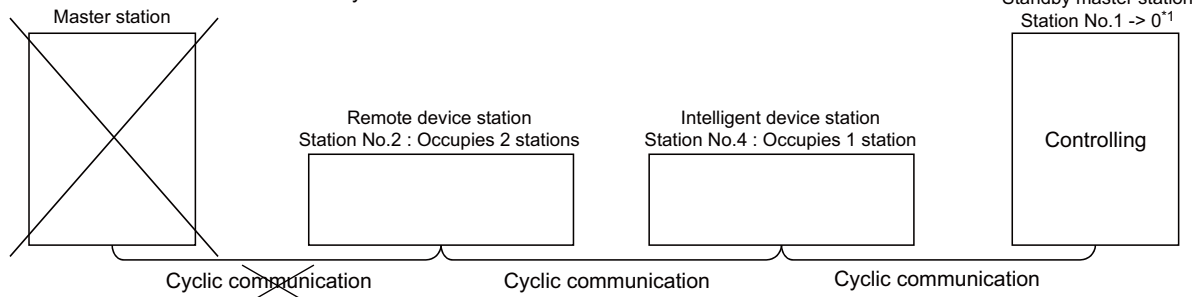 Standby master station
Master station
Station No.1 -> 0*1
Remote device station
Station No.2 : Occupies 2 stations
Intelligent device station
Station No.4 : Occupies 1 station
Controlling
Cyclic communication
Cyclic communication
Cyclic communication